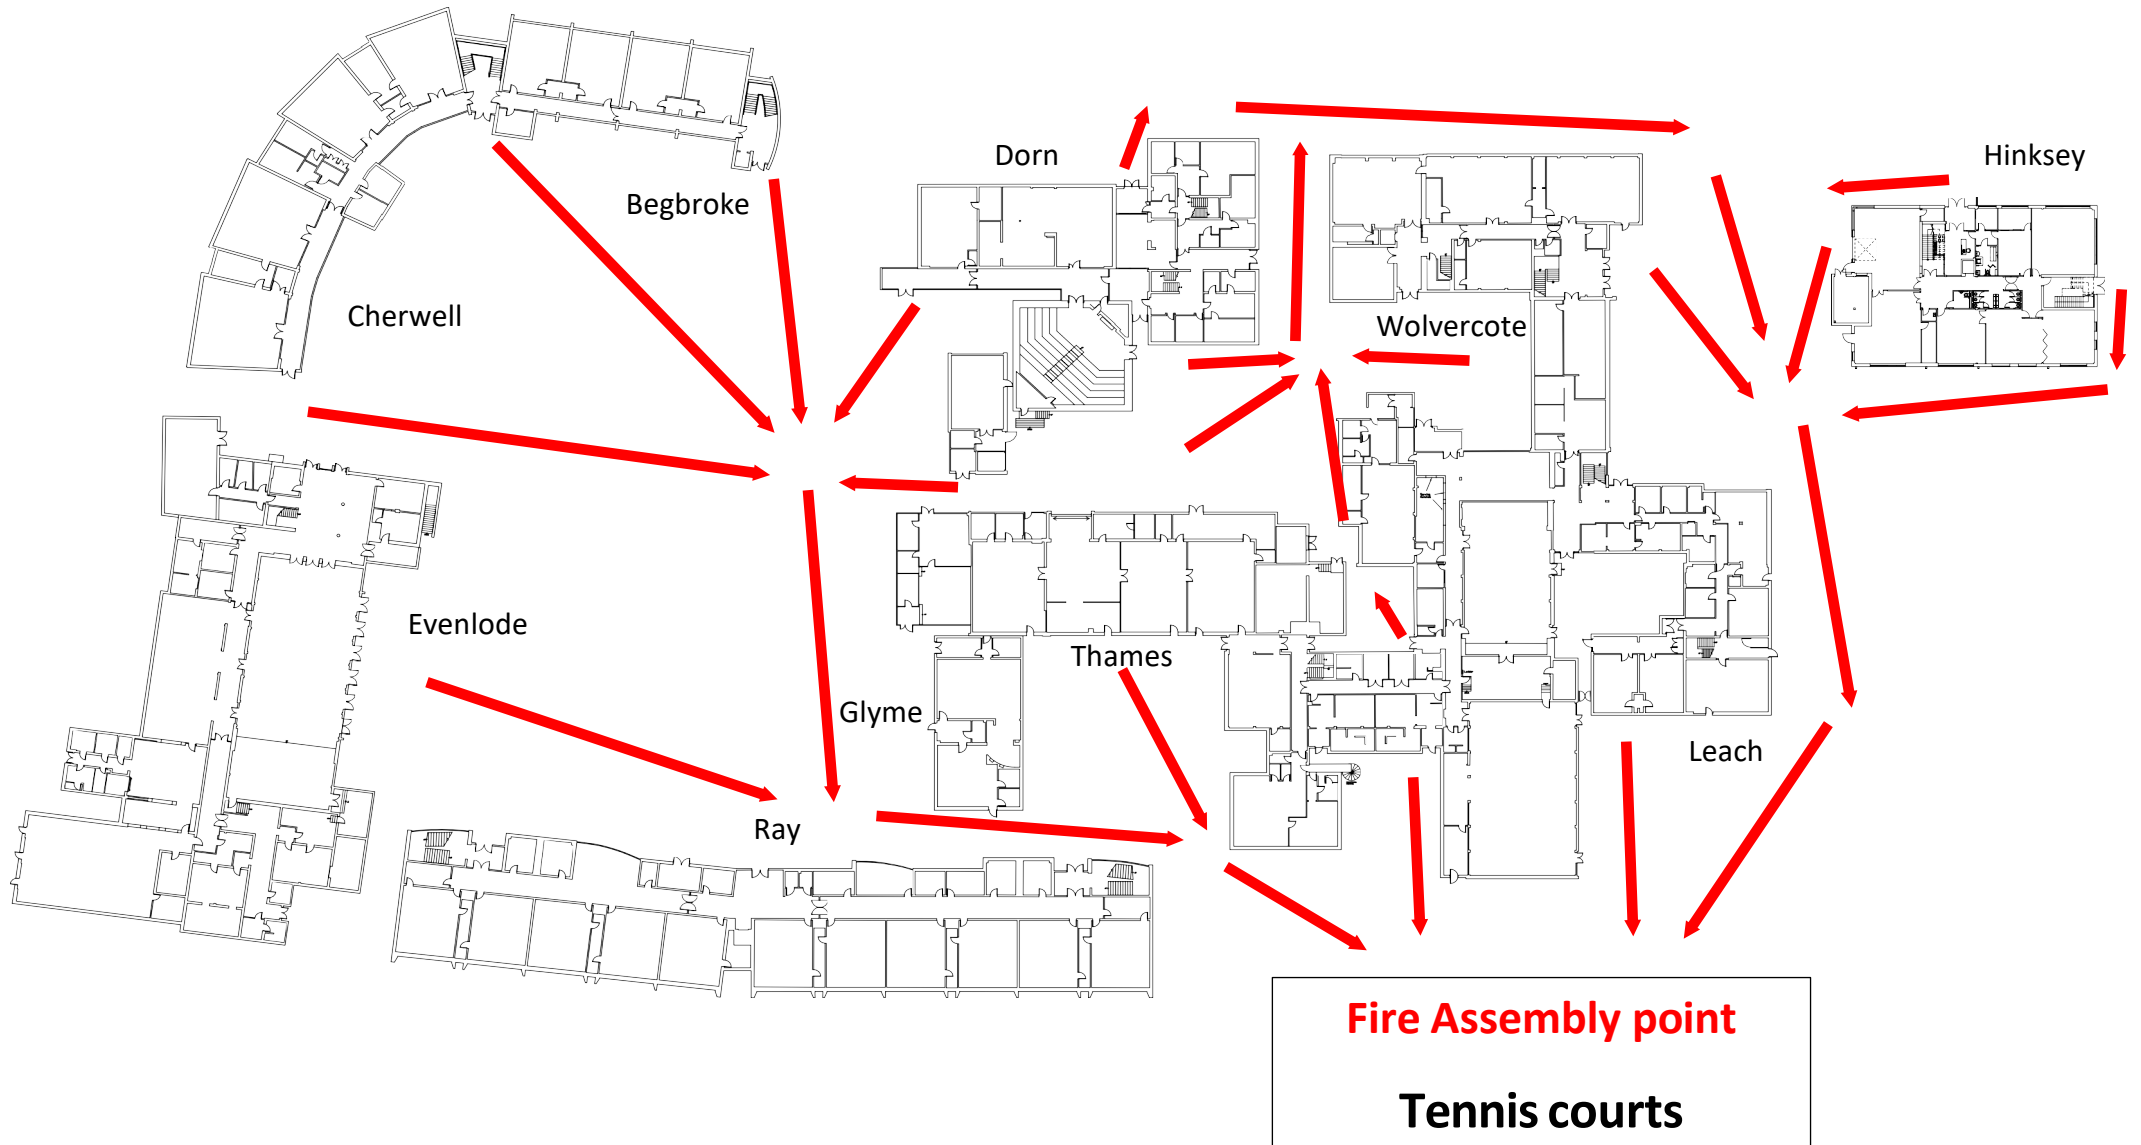 Dorn
Hinksey
Begbroke
Cherwell
Wolvercote
Evenlode
Thames
Glyme
Leach
Ray
Fire Assembly point
Tennis courts